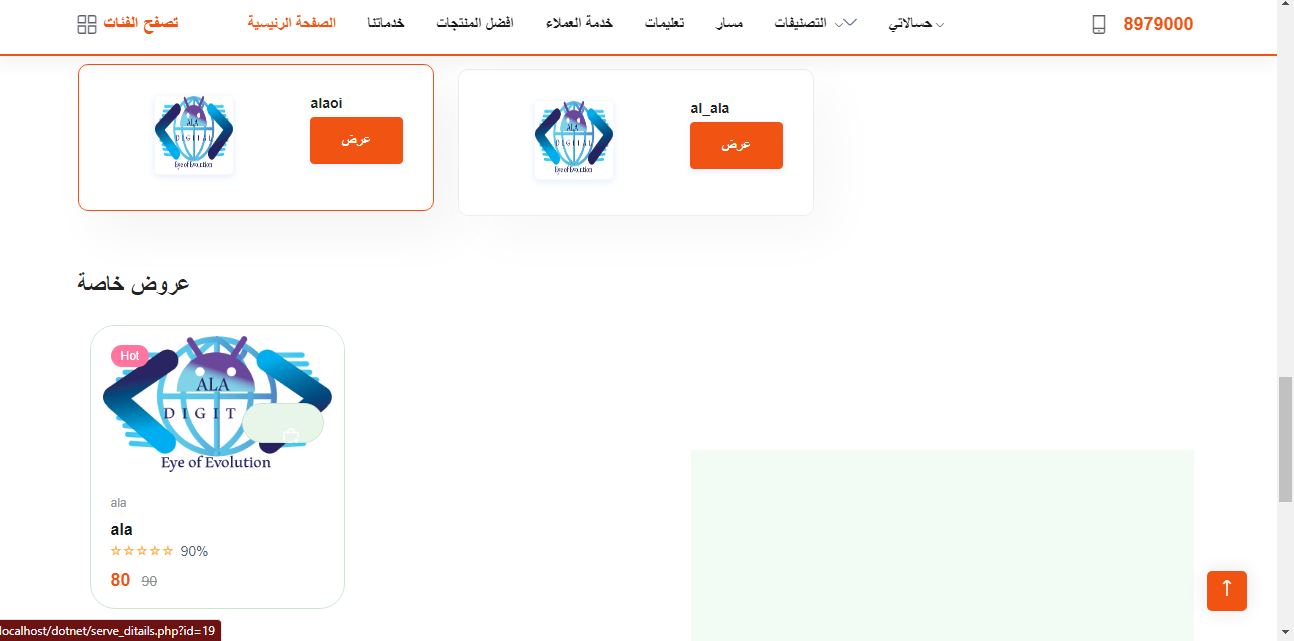 تصفح الفئات
الصفحة الرئيسية
خدماتنا
افضل المنتجات
خدمة العملاء
تعليمات
مسار
التصنيفات
حسالاتي
8979000
ALA
DIGITAL
Eye of Evolution
alaoi
عرض
ALA
DIGITAL
Eye of Evolution
al_ala
عرض
عروض خاصة
Hot
ALA
DIGIT
Eye of Evolution
ala
ala
90%
80 90
localhost/dotnet/serve_ditails.php?id=19